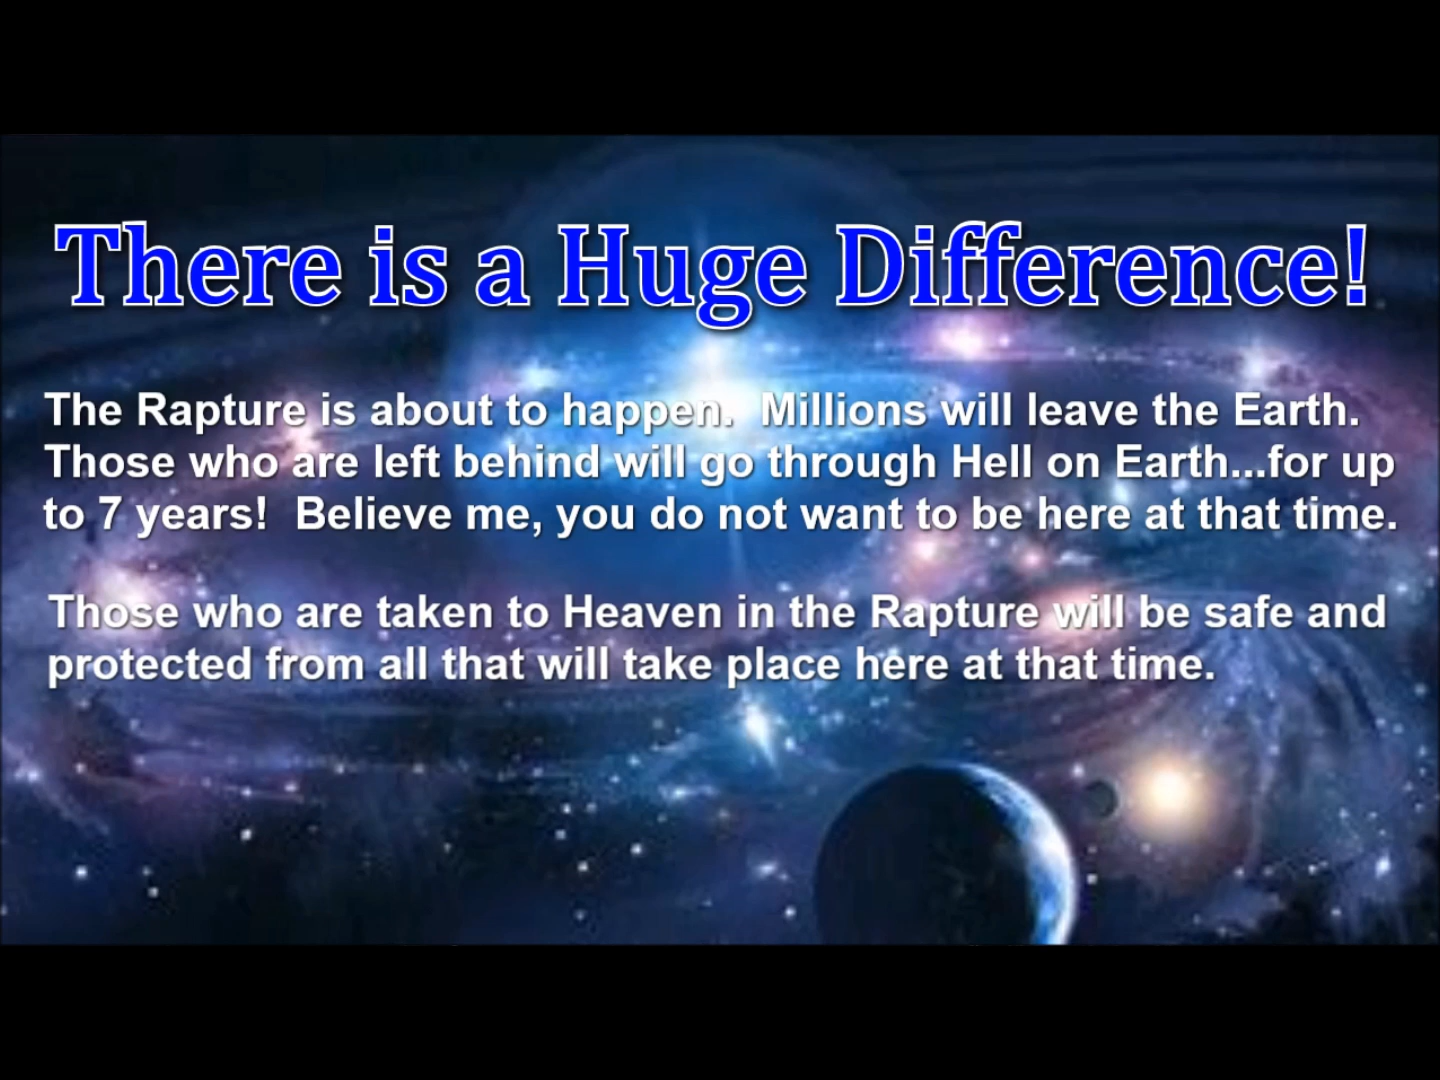 There is a Huge Difference!
The Rapture is about to happen.  Millions will leave the Earth.
Those who are left behind will go through Hell on Earth...for up
to 7 years!  Believe me, you do not want to be here at that time.
Those who are taken to Heaven in the Rapture will be safe and
protected from all that will take place here at that time.